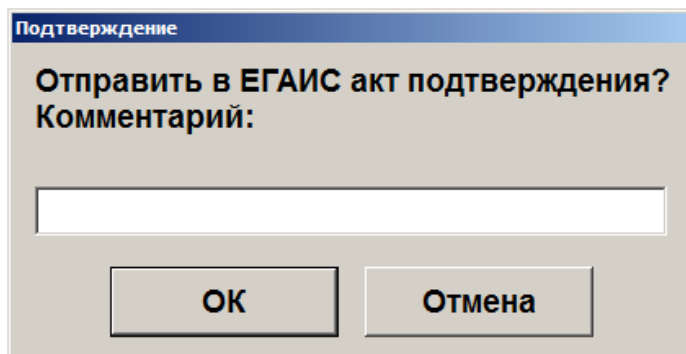 Подтверждение
Отправить в ЕГАИС акт подтверждения?
Комментарий:
ОК
Отмена